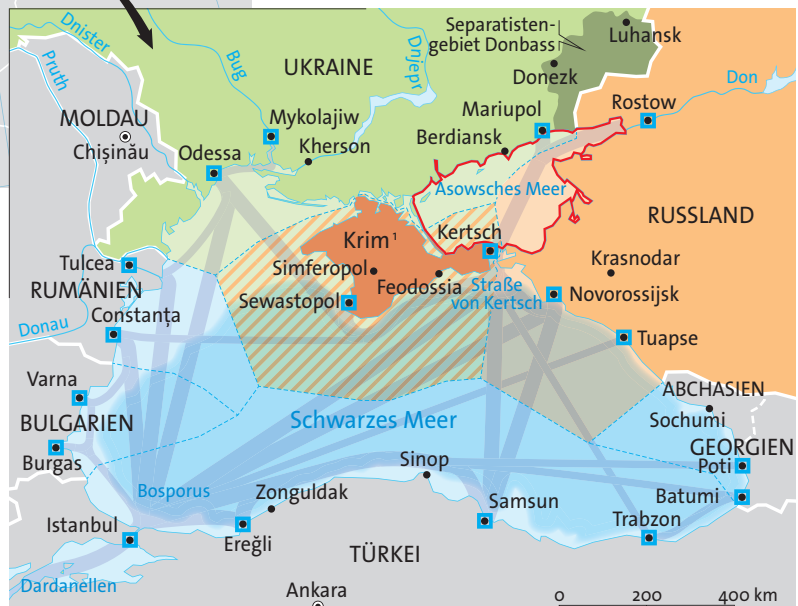 Separatisten-
gebiet Donbass
Luhansk
Dnister
Pruth
Bug
Dnjepr
UKRAINE
Donezk
Don
MOLDAU
Chișinău
Mykolajiw
Mariupol
Rostow
Odessa
Kherson
Berdiansk
Asowsches Meer
RUSSLAND
Krim¹
Kertsch
Tulcea
Simferopol
Feodossia
Straße
von Kertsch
Krasnodar
RUMÄNIEN
Sewastopol
Novorossijsk
Donau
Constanța
Tuapse
Varna
ABCHASIEN
BULGARIEN
Schwarzes Meer
Sochumi
Burgas
GEORGIEN
Poti
Sinop
Bosporus
Zonguldak
Batumi
Istanbul
Ereğli
Samsun
Trabzon
TÜRKEI
Dardanellen
Ankara
0 200 400 km